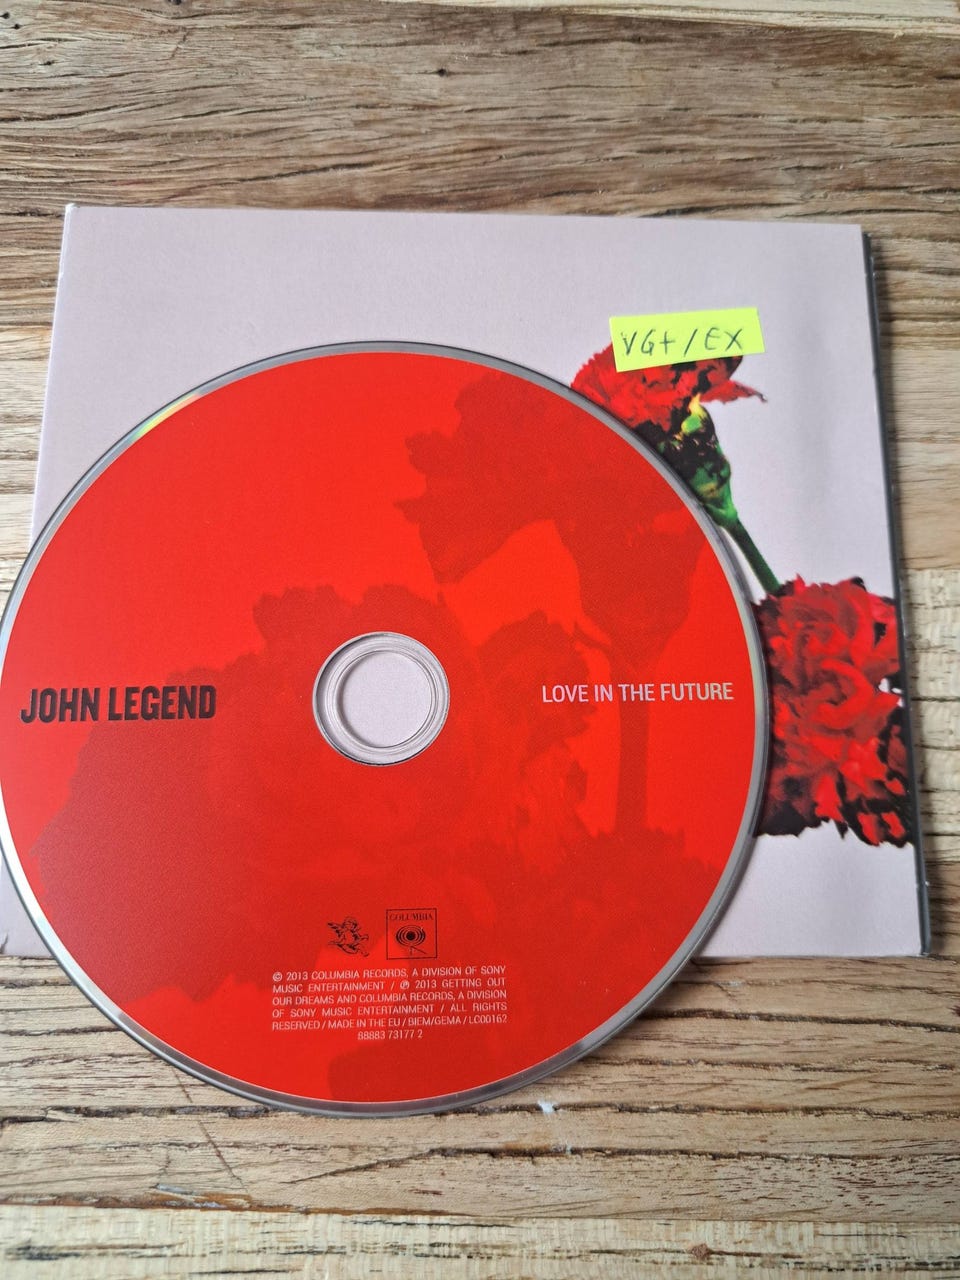 VG+/EX
JOHN LEGEND
LOVE IN THE FUTURE
COLUMBIA
© 2013 COLUMBIA RECORDS, A DIVISION OF SONY
MUSIC ENTERTAINMENT / ℗ 2013 GETTING OUT
OUR DREAMS AND COLUMBIA RECORDS, A DIVISION
OF SONY MUSIC ENTERTAINMENT / ALL RIGHTS
RESERVED / MADE IN THE EU / BIEM/GEMA / LC00162
88883 73177 2